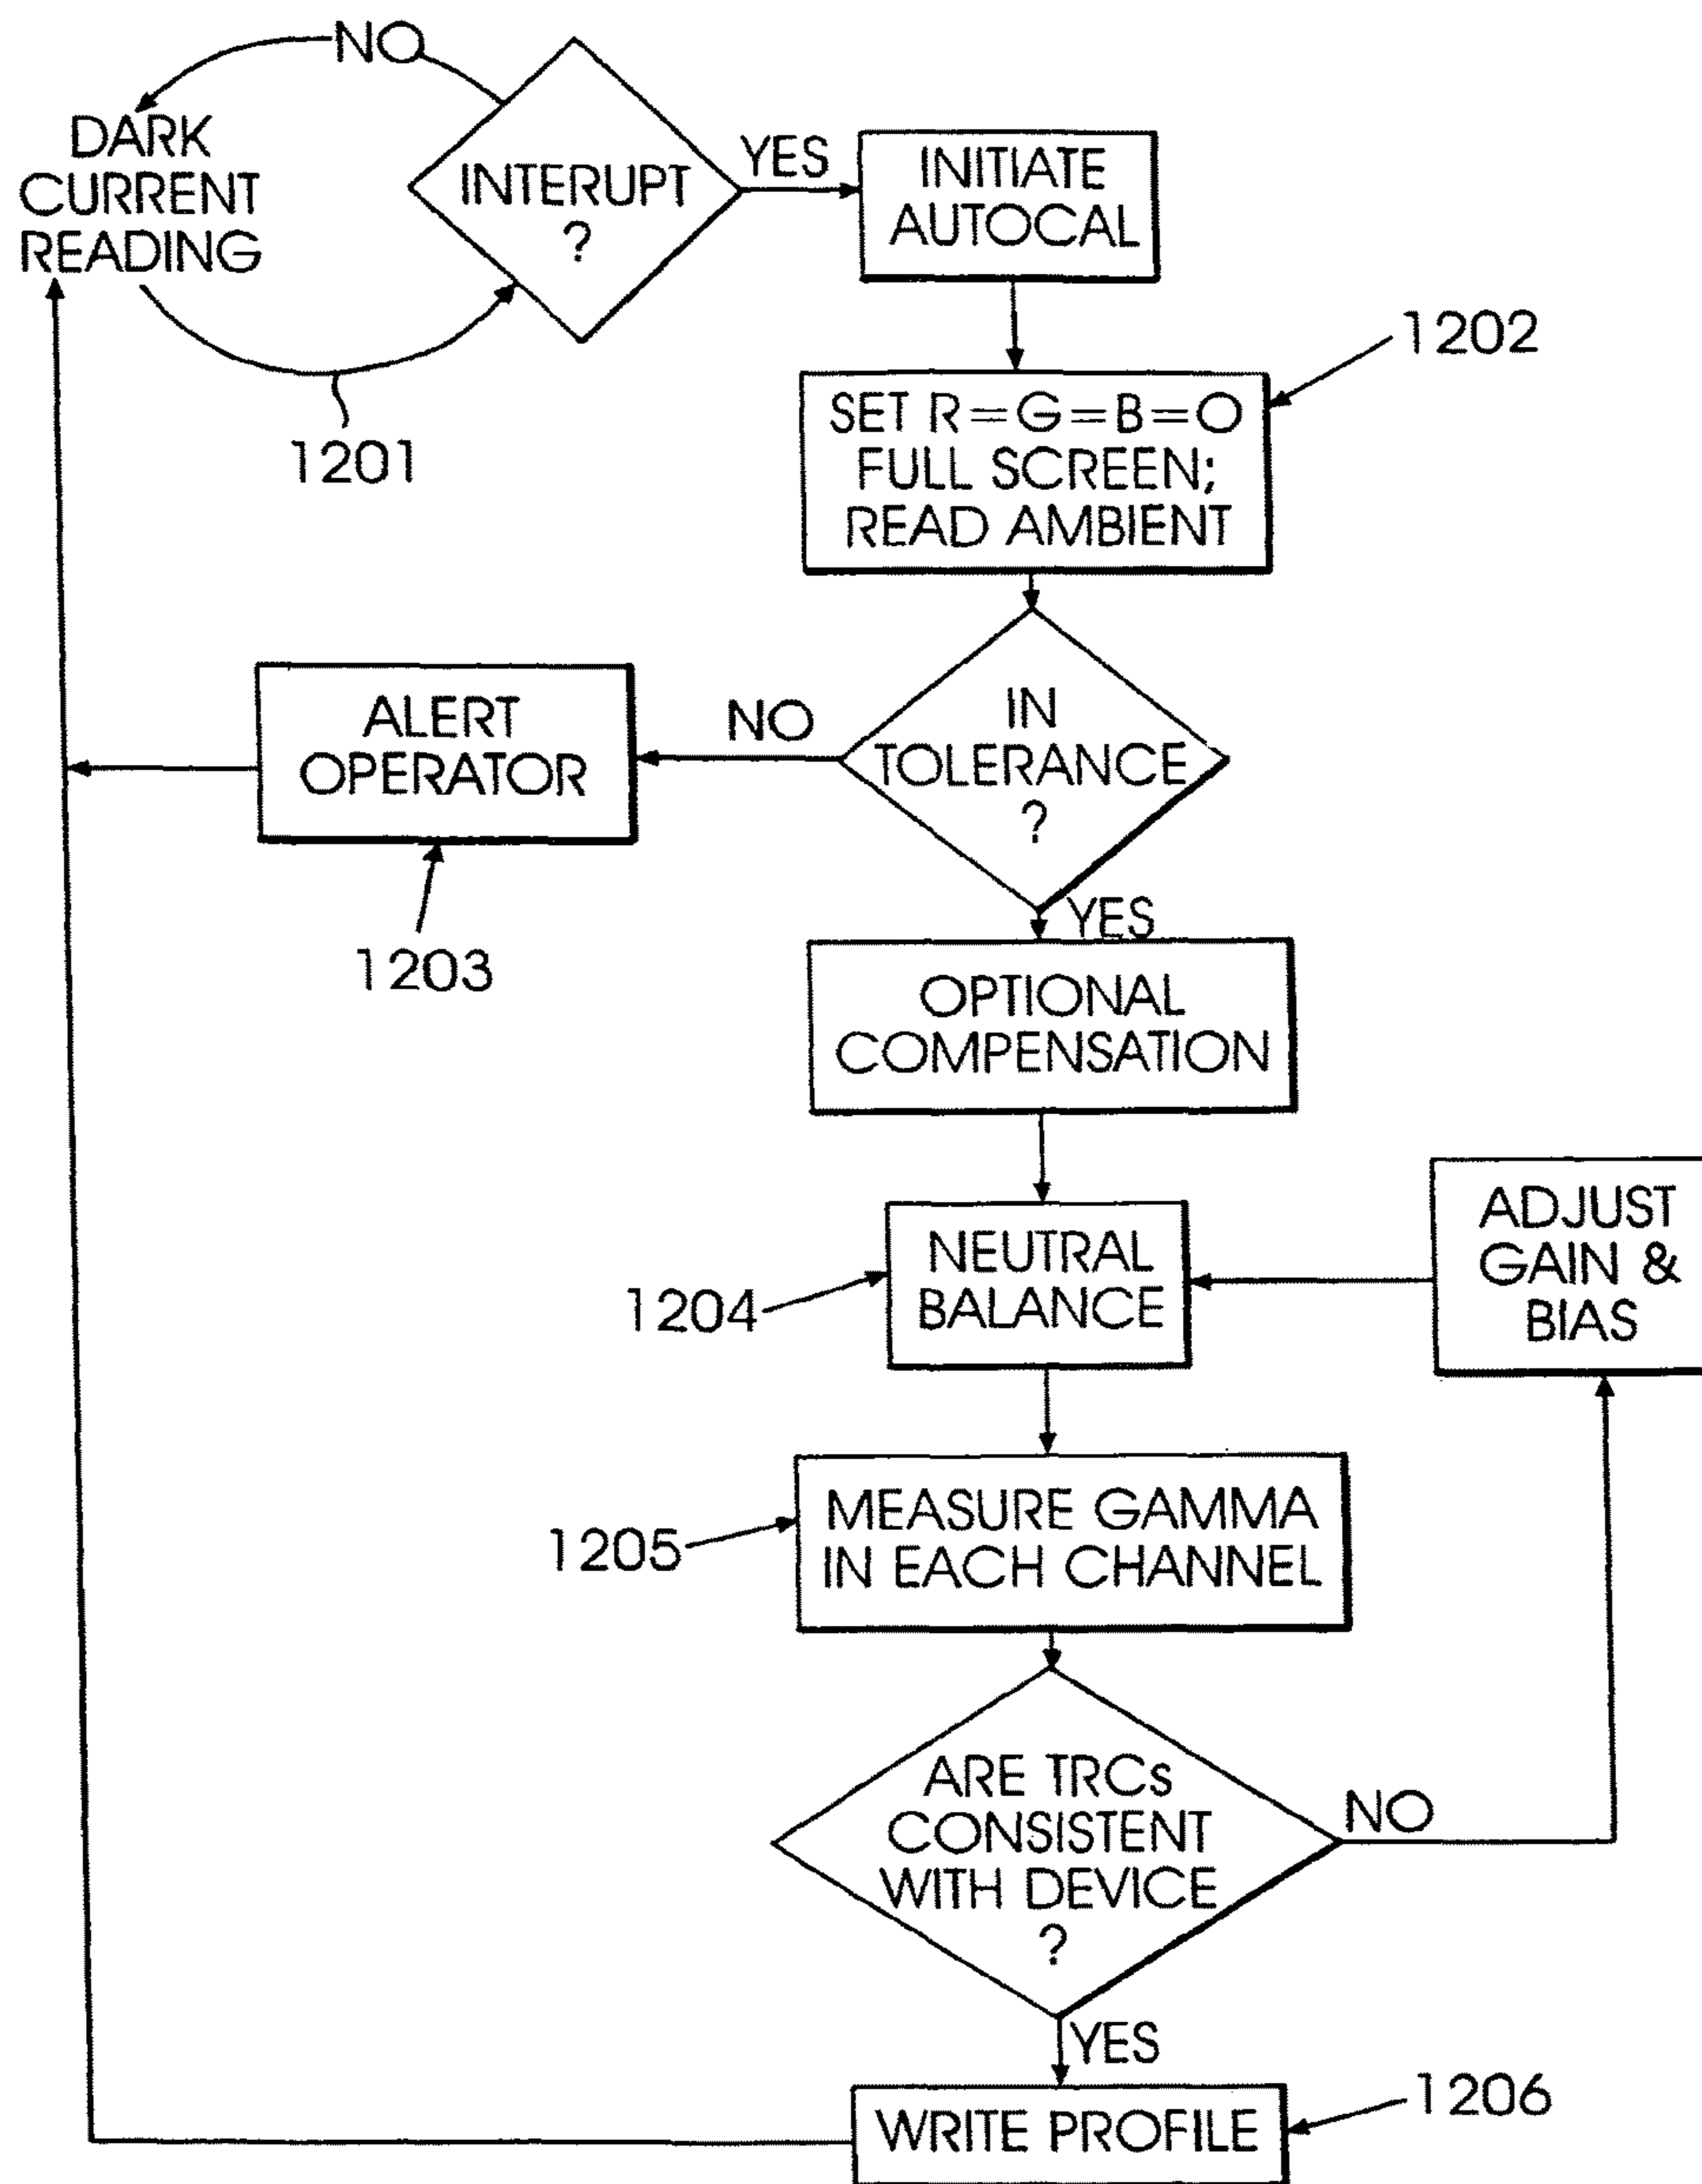 NO
DARK
CURRENT
READING
INTERUPT
?
YES
INITIATE
AUTOCAL
1201
1202
SET R=G=B=O
FULL SCREEN;
READ AMBIENT
IN
TOLERANCE
?
NO
ALERT
OPERATOR
1203
YES
OPTIONAL
COMPENSATION
NEUTRAL
BALANCE
1204
ADJUST
GAIN &
BIAS
MEASURE GAMMA
IN EACH CHANNEL
1205
ARE TRCs
CONSISTENT
WITH DEVICE
?
NO
YES
WRITE PROFILE
1206